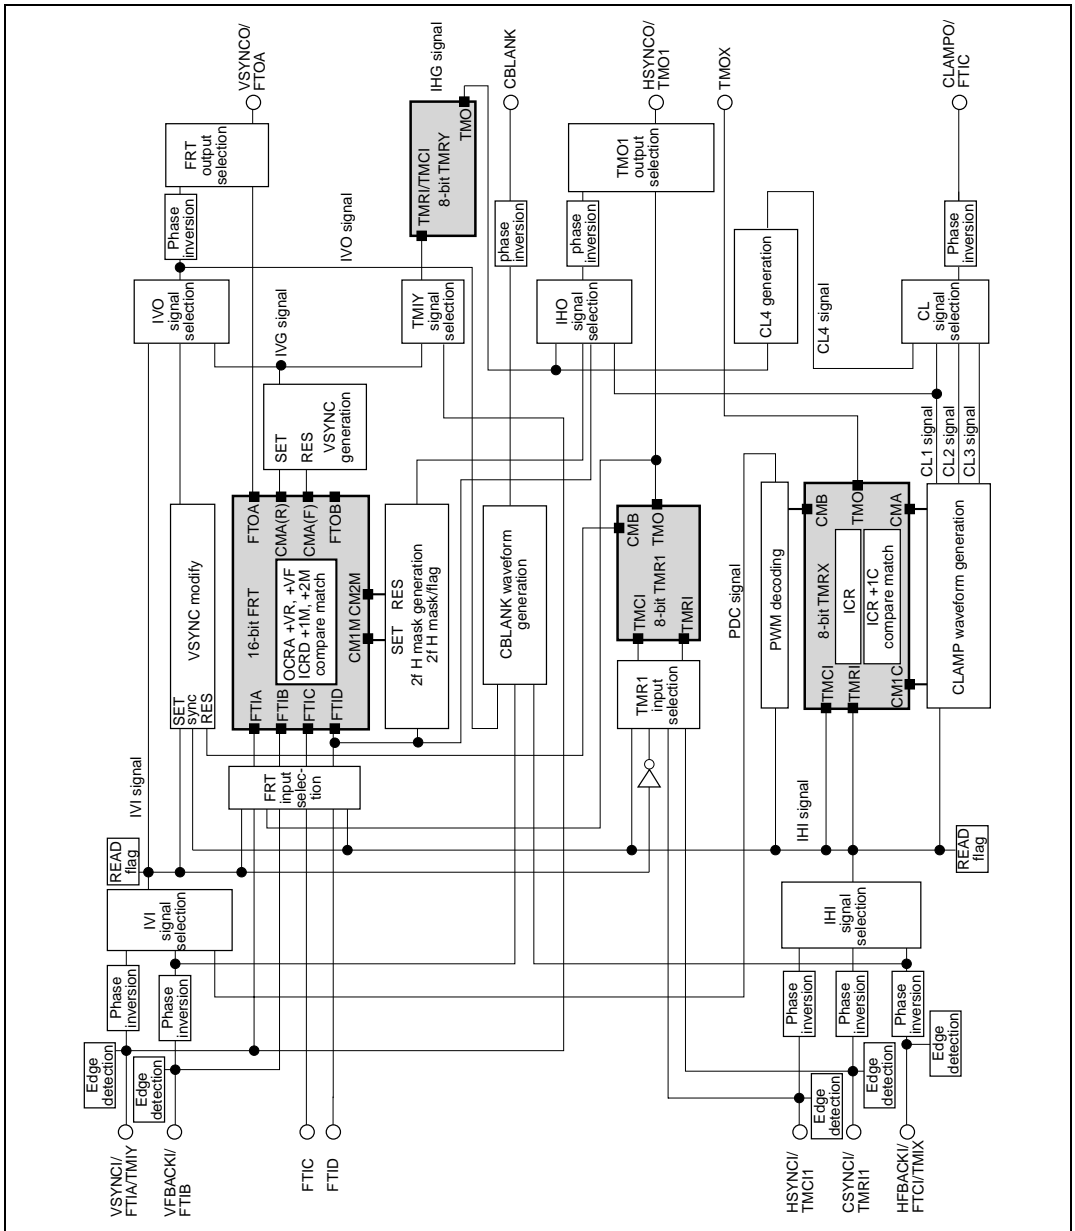 VSYNCI/
FTIA/TMIY
VFBACKI/
FTIB
FTIC
FTID
HSYNCI/
TMCI1
CSYNCI/
TMRI1
HFBACKI/
FTCI/TMIX
Edge
detection
Edge
detection
Edge
detection
Edge
detection
Edge
detection
Phase
inversion
Phase
inversion
Phase
inversion
Phase
inversion
Phase
inversion
IVI
signal
selection
IHI
signal
selection
READ
flag
READ
flag
IVI signal
IHI signal
FRT
input
selec-
tion
TMR1
input
selection
SET
sync
RES
VSYNC modify
FTIA
FTIB
FTIC
FTID
16-bit FRT
OCRA +VR, +VF
ICRD +1M, +2M
compare match
CM1M CM2M
FTOA
CMA(R)
CMA(F)
FTOB
SET RES
2f H mask generation
2f H mask/flag
CBLANK waveform
generation
TMCI
TMRI
8-bit TMR1
CMB
TMO
PDC signal
PWM decoding
TMCI
TMRI
8-bit TMRX
ICR
ICR +1C
compare match
CM1C
CMB
TMO
CMA
CLAMP waveform generation
SET
RES
VSYNC
generation
IVG signal
CL1 signal
CL2 signal
CL3 signal
CL4 signal
IVO
signal
selection
TMIY
signal
selection
IHO
signal
selection
CL4 generation
CL
signal
selection
Phase
inversion
IVO signal
phase
inversion
phase
inversion
Phase
inversion
TMRI/TMCI
8-bit TMRY
TMO
IHG signal
FRT
output
selection
TMO1
output
selection
VSYNCO/
FTOA
CBLANK
HSYNCO/
TMO1
TMOX
CLAMPO/
FTIC